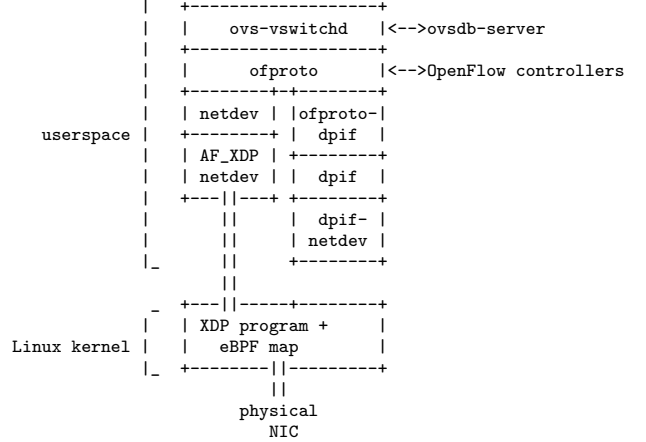 ovs-vswitchd <-->ovsdb-server
ofproto <-->OpenFlow controllers
netdev ofproto-
userspace dpif
AF_XDP
netdev dpif
dpif-
netdev
XDP program +
Linux kernel eBPF map
physical
NIC